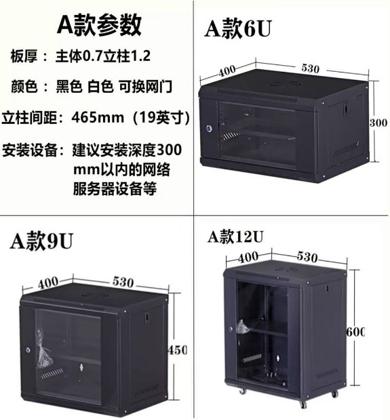 A款参数
板厚：主体0.7立柱1.2
颜色：黑色 白色 可换网门
立柱间距：465mm（19英寸）
安装设备：建议安装深度300
mm以内的网络
服务器设备等
A款6U
400
530
300
A款9U
400
530
450
A款12U
400
530
600